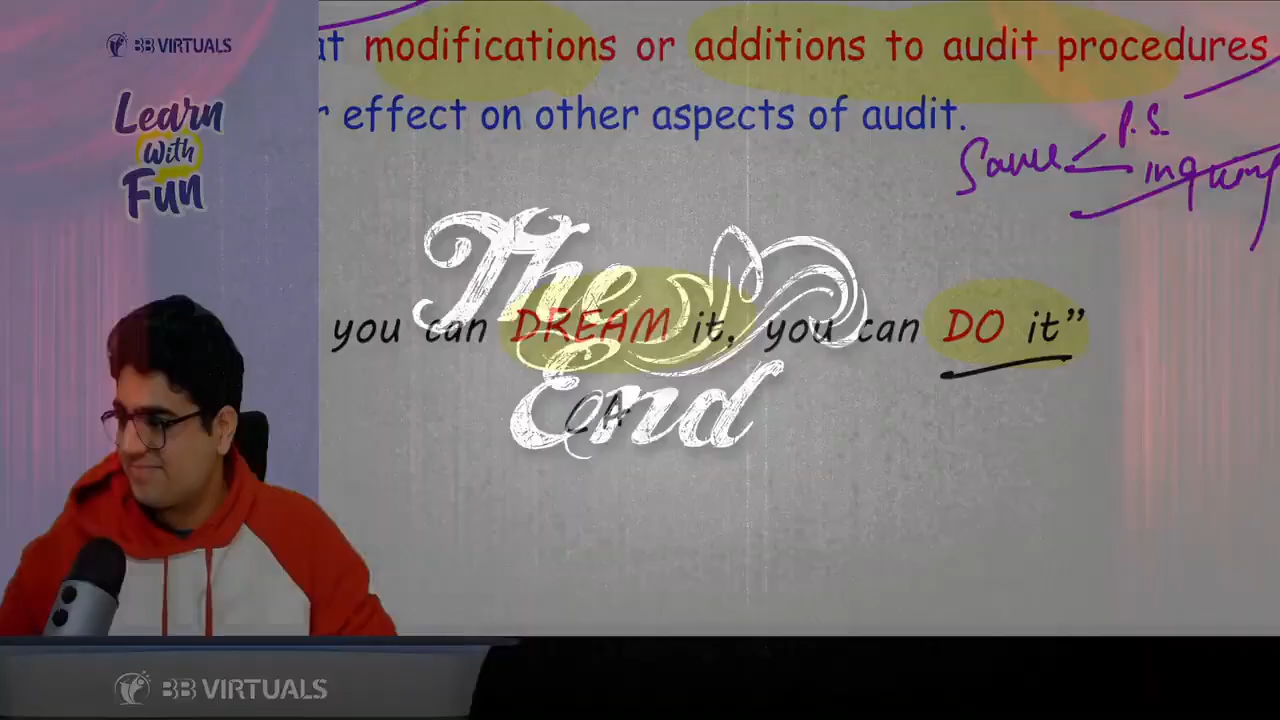 BB VIRTUALS
Learn
With
Fun
at modifications or additions to audit procedures
r effect on other aspects of audit.
P.S.
Same
inquiry
The
you can DREAM it, you can DO it”
End
CA
BB VIRTUALS